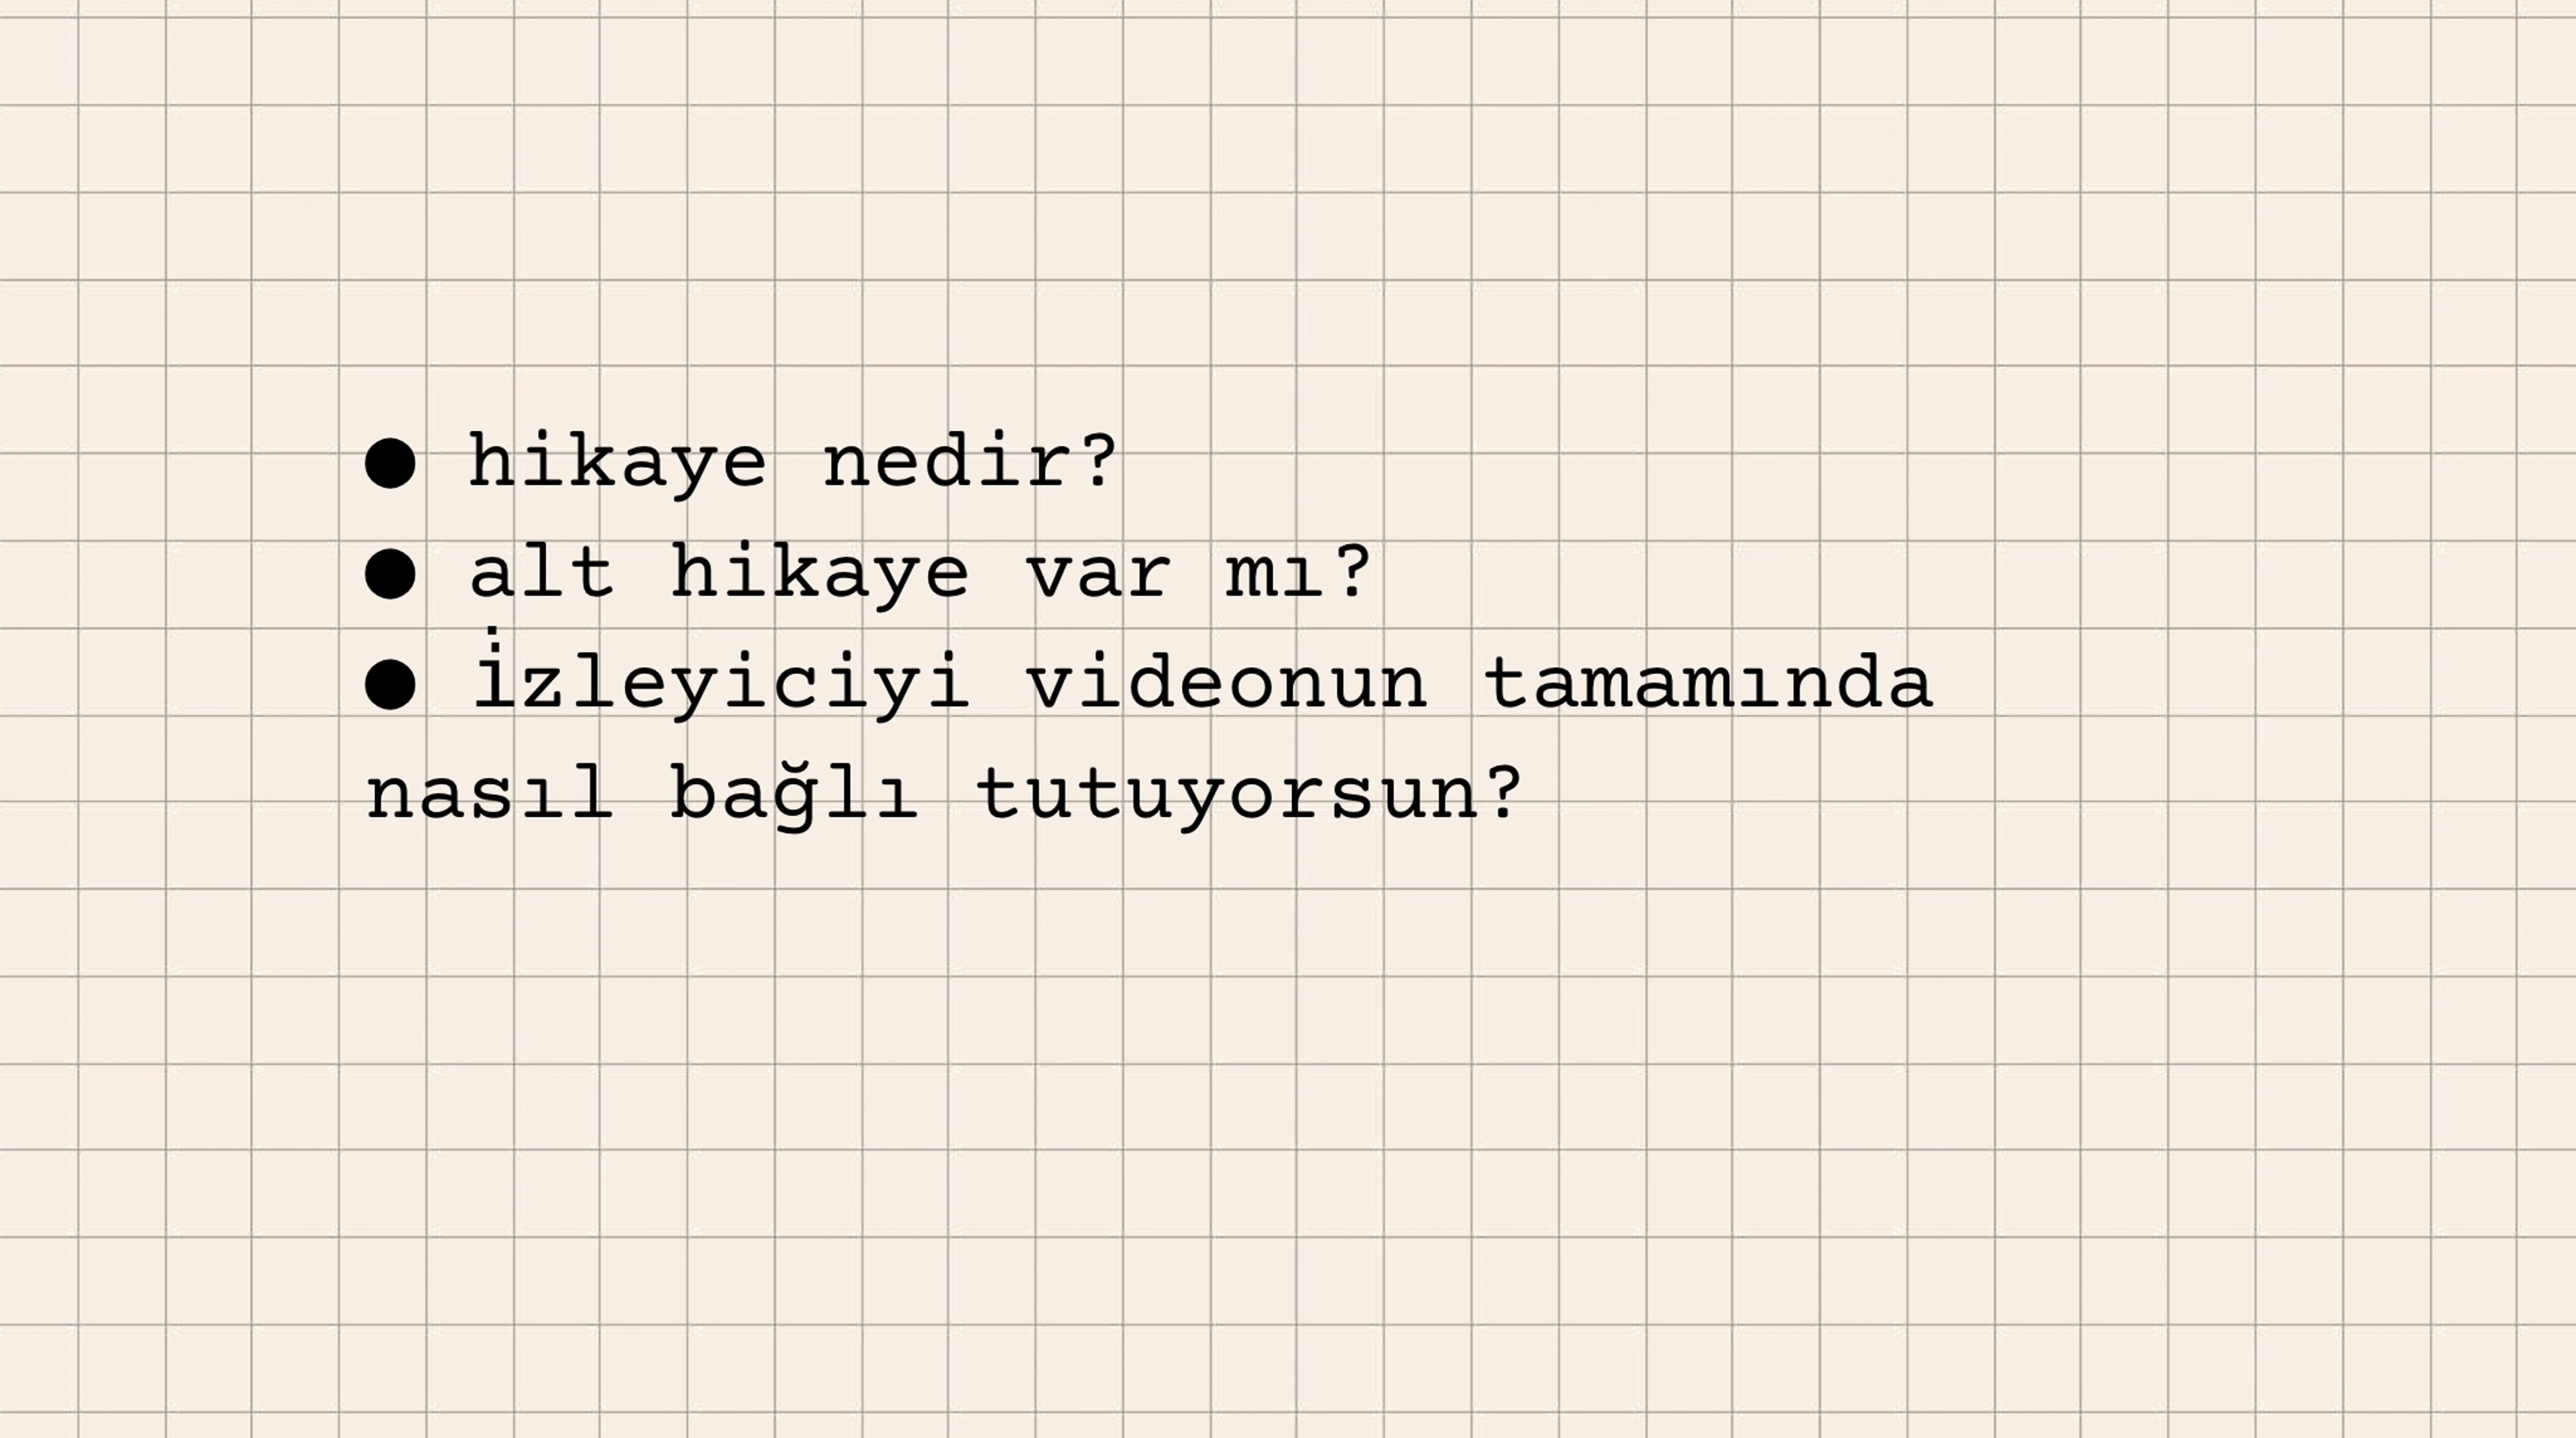 ● hikaye nedir?
● alt hikaye var mı?
● i̇zleyiciyi videonun tamamında
nasıl bağlı tutuyorsun?